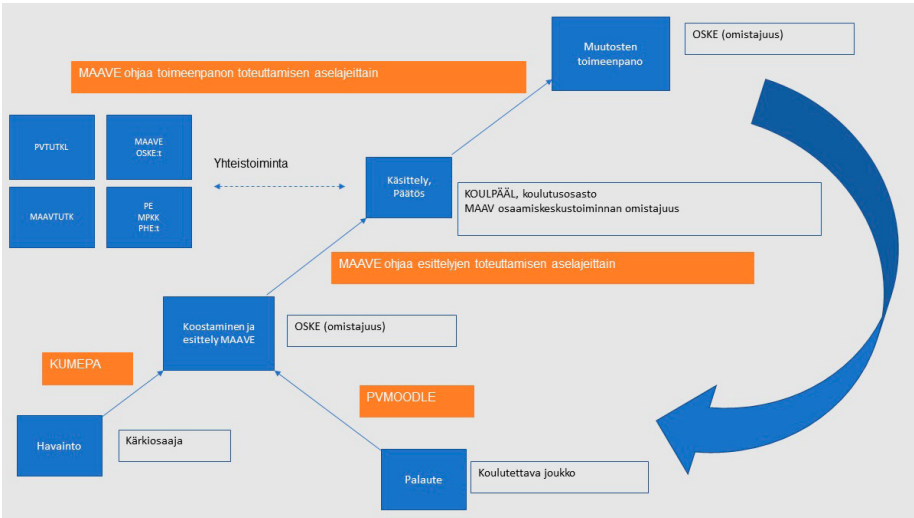 Muutosten
toimeenpano
OSKE (omistajuus)
MAAVE ohjaa toimeenpanon toteuttamisen aselajeittain
PVTUTKL
MAAVE
OSKE:t
MAAVTUTK
PE
MPKK
PHE:t
Yhteistoiminta
Käsittely,
Päätös
KOULPÄÄL, koulutusosasto
MAAV osaamiskeskustoiminnan omistajuus
MAAVE ohjaa esittelyjen toteuttamisen aselajeittain
Koostaminen ja
esittely MAAVE
OSKE (omistajuus)
KUMEPA
PVMOODLE
Havainto
Kärkiosaaja
Palaute
Koulutettava joukko